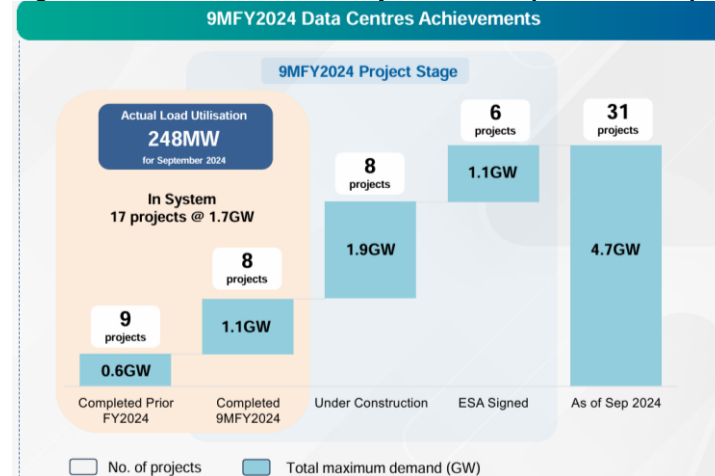 9MFY2024 Data Centres Achievements
9MFY2024 Project Stage
Actual Load Utilisation
248MW
for September 2024
In System
17 projects @ 1.7GW
9
projects
0.6GW
Completed Prior
FY2024
8
projects
1.1GW
Completed
9MFY2024
8
projects
1.9GW
Under Construction
6
projects
1.1GW
ESA Signed
31
projects
4.7GW
As of Sep 2024
No. of projects
Total maximum demand (GW)